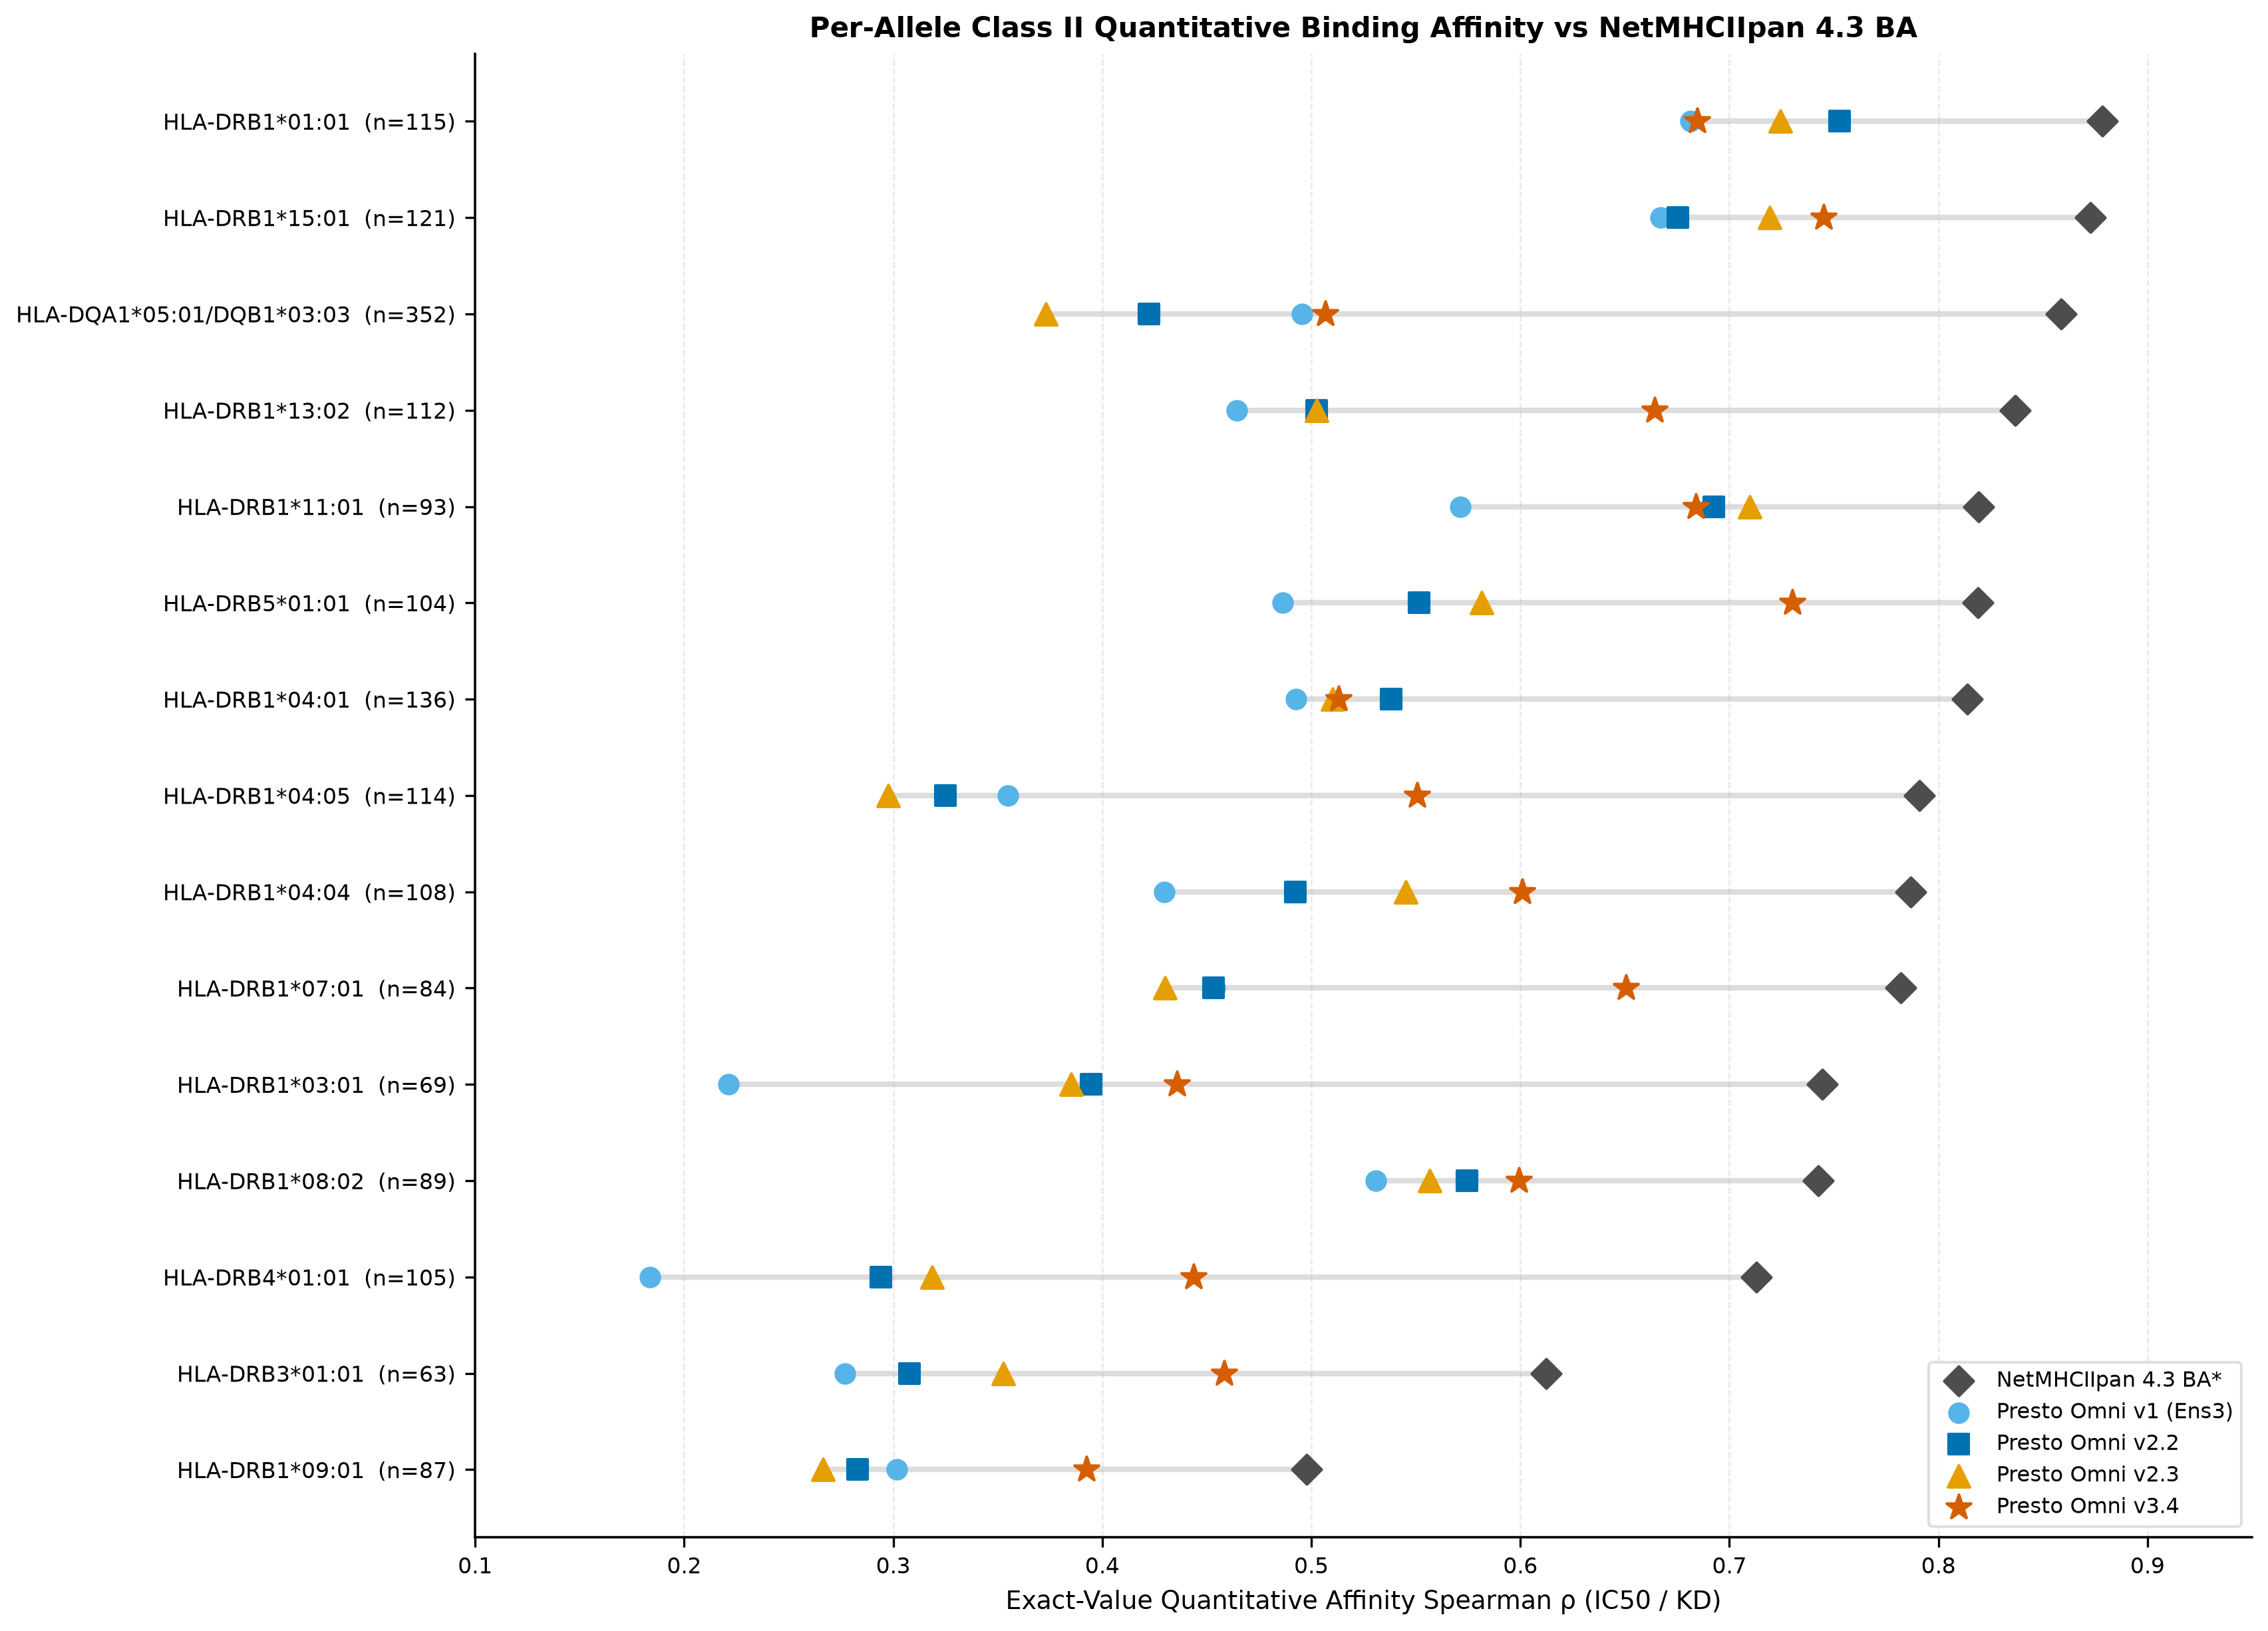 Per-Allele Class II Quantitative Binding Affinity vs NetMHCIIpan 4.3 BA
HLA-DRB1*01:01 (n=115)
HLA-DRB1*15:01 (n=121)
HLA-DQA1*05:01/DQB1*03:03 (n=352)
HLA-DRB1*13:02 (n=112)
HLA-DRB1*11:01 (n=93)
HLA-DRB5*01:01 (n=104)
HLA-DRB1*04:01 (n=136)
HLA-DRB1*04:05 (n=114)
HLA-DRB1*04:04 (n=108)
HLA-DRB1*07:01 (n=84)
HLA-DRB1*03:01 (n=69)
HLA-DRB1*08:02 (n=89)
HLA-DRB4*01:01 (n=105)
HLA-DRB3*01:01 (n=63)
HLA-DRB1*09:01 (n=87)
NetMHCIIpan 4.3 BA*
Presto Omni v1 (Ens3)
Presto Omni v2.2
Presto Omni v2.3
Presto Omni v3.4
0.1 0.2 0.3 0.4 0.5 0.6 0.7 0.8 0.9
Exact-Value Quantitative Affinity Spearman ρ (IC50 / KD)